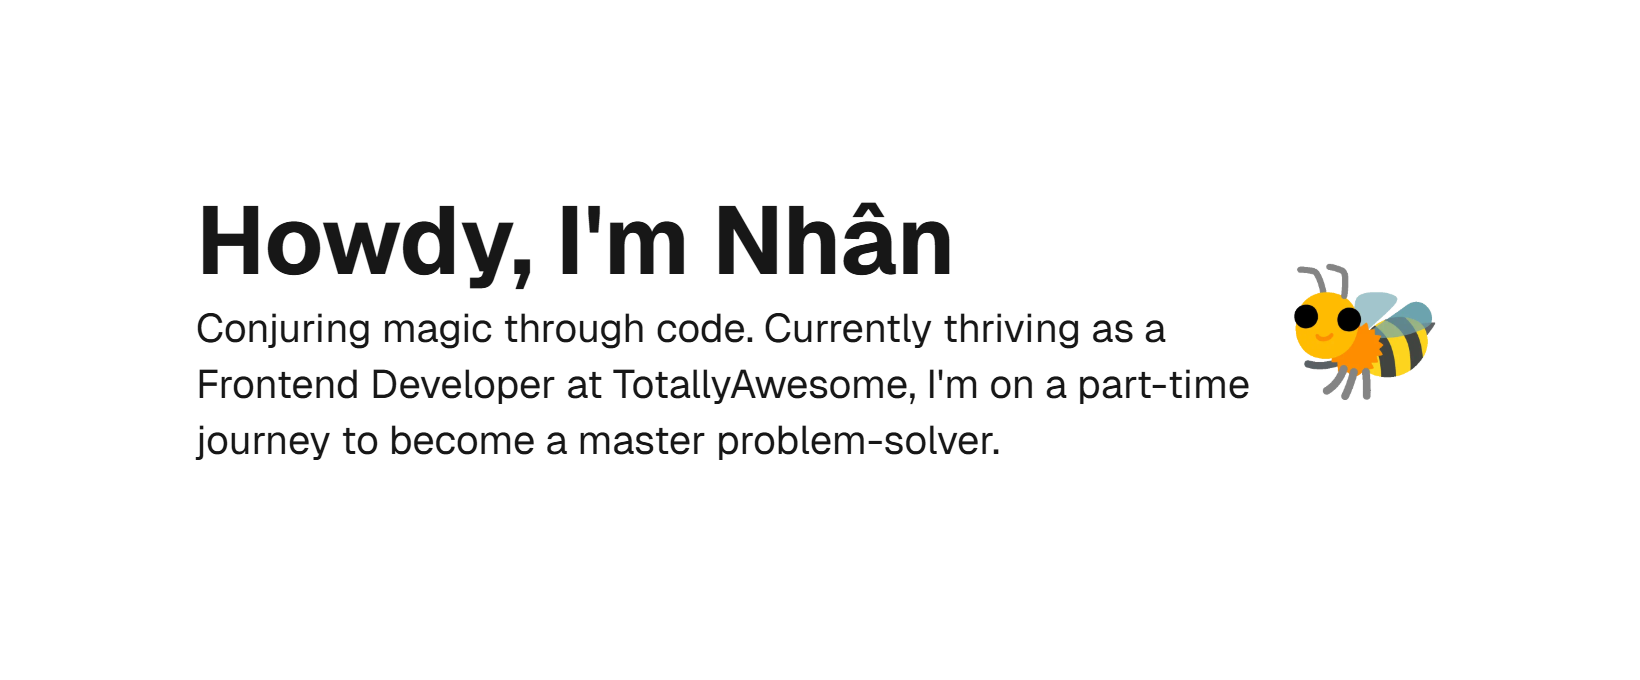 Howdy, I'm Nhân
Conjuring magic through code. Currently thriving as a
Frontend Developer at TotallyAwesome, I'm on a part-time
journey to become a master problem-solver.